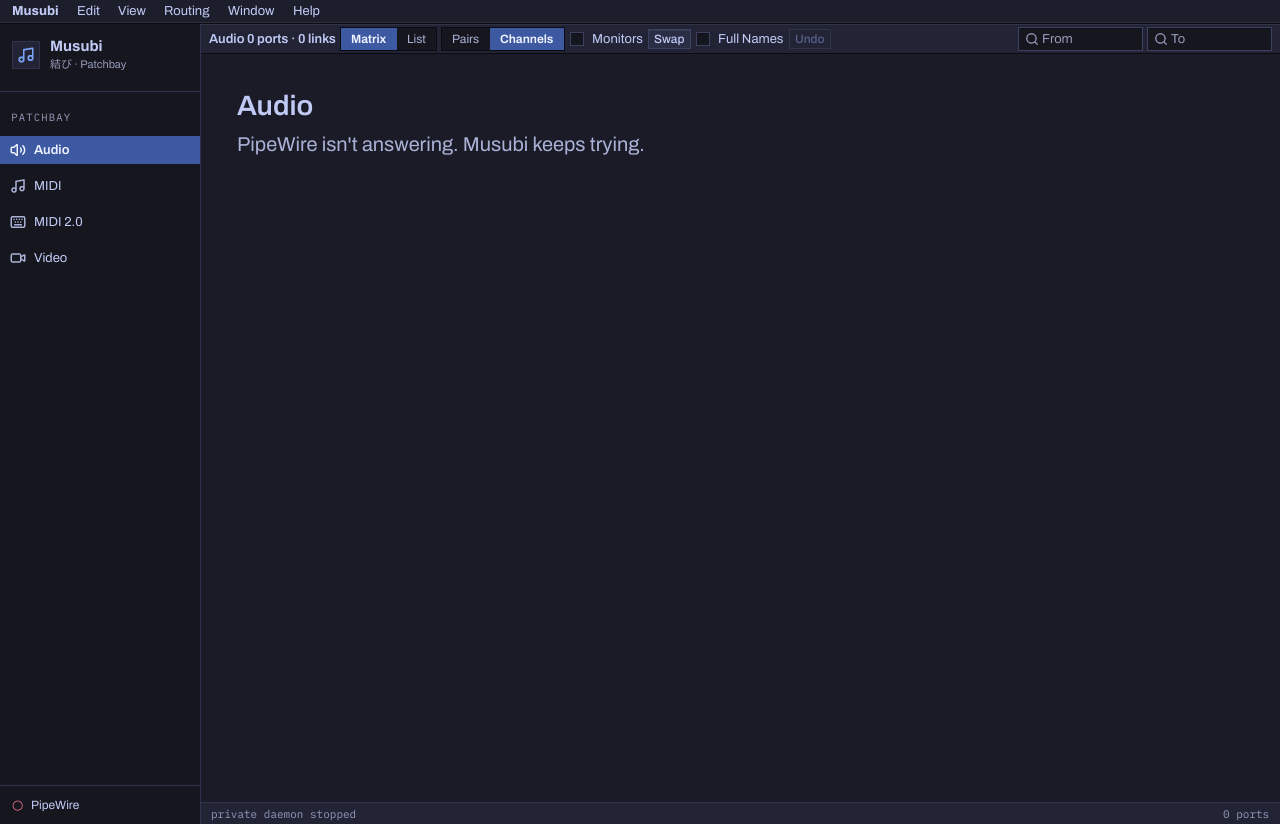 Musubi Edit View Routing Window Help
Musubi
結び · Patchbay
Audio 0 ports · 0 links Matrix List Pairs Channels Monitors Swap Full Names Undo From To
PATCHBAY
Audio
MIDI
MIDI 2.0
Video
Audio
PipeWire isn't answering. Musubi keeps trying.
PipeWire
private daemon stopped 0 ports